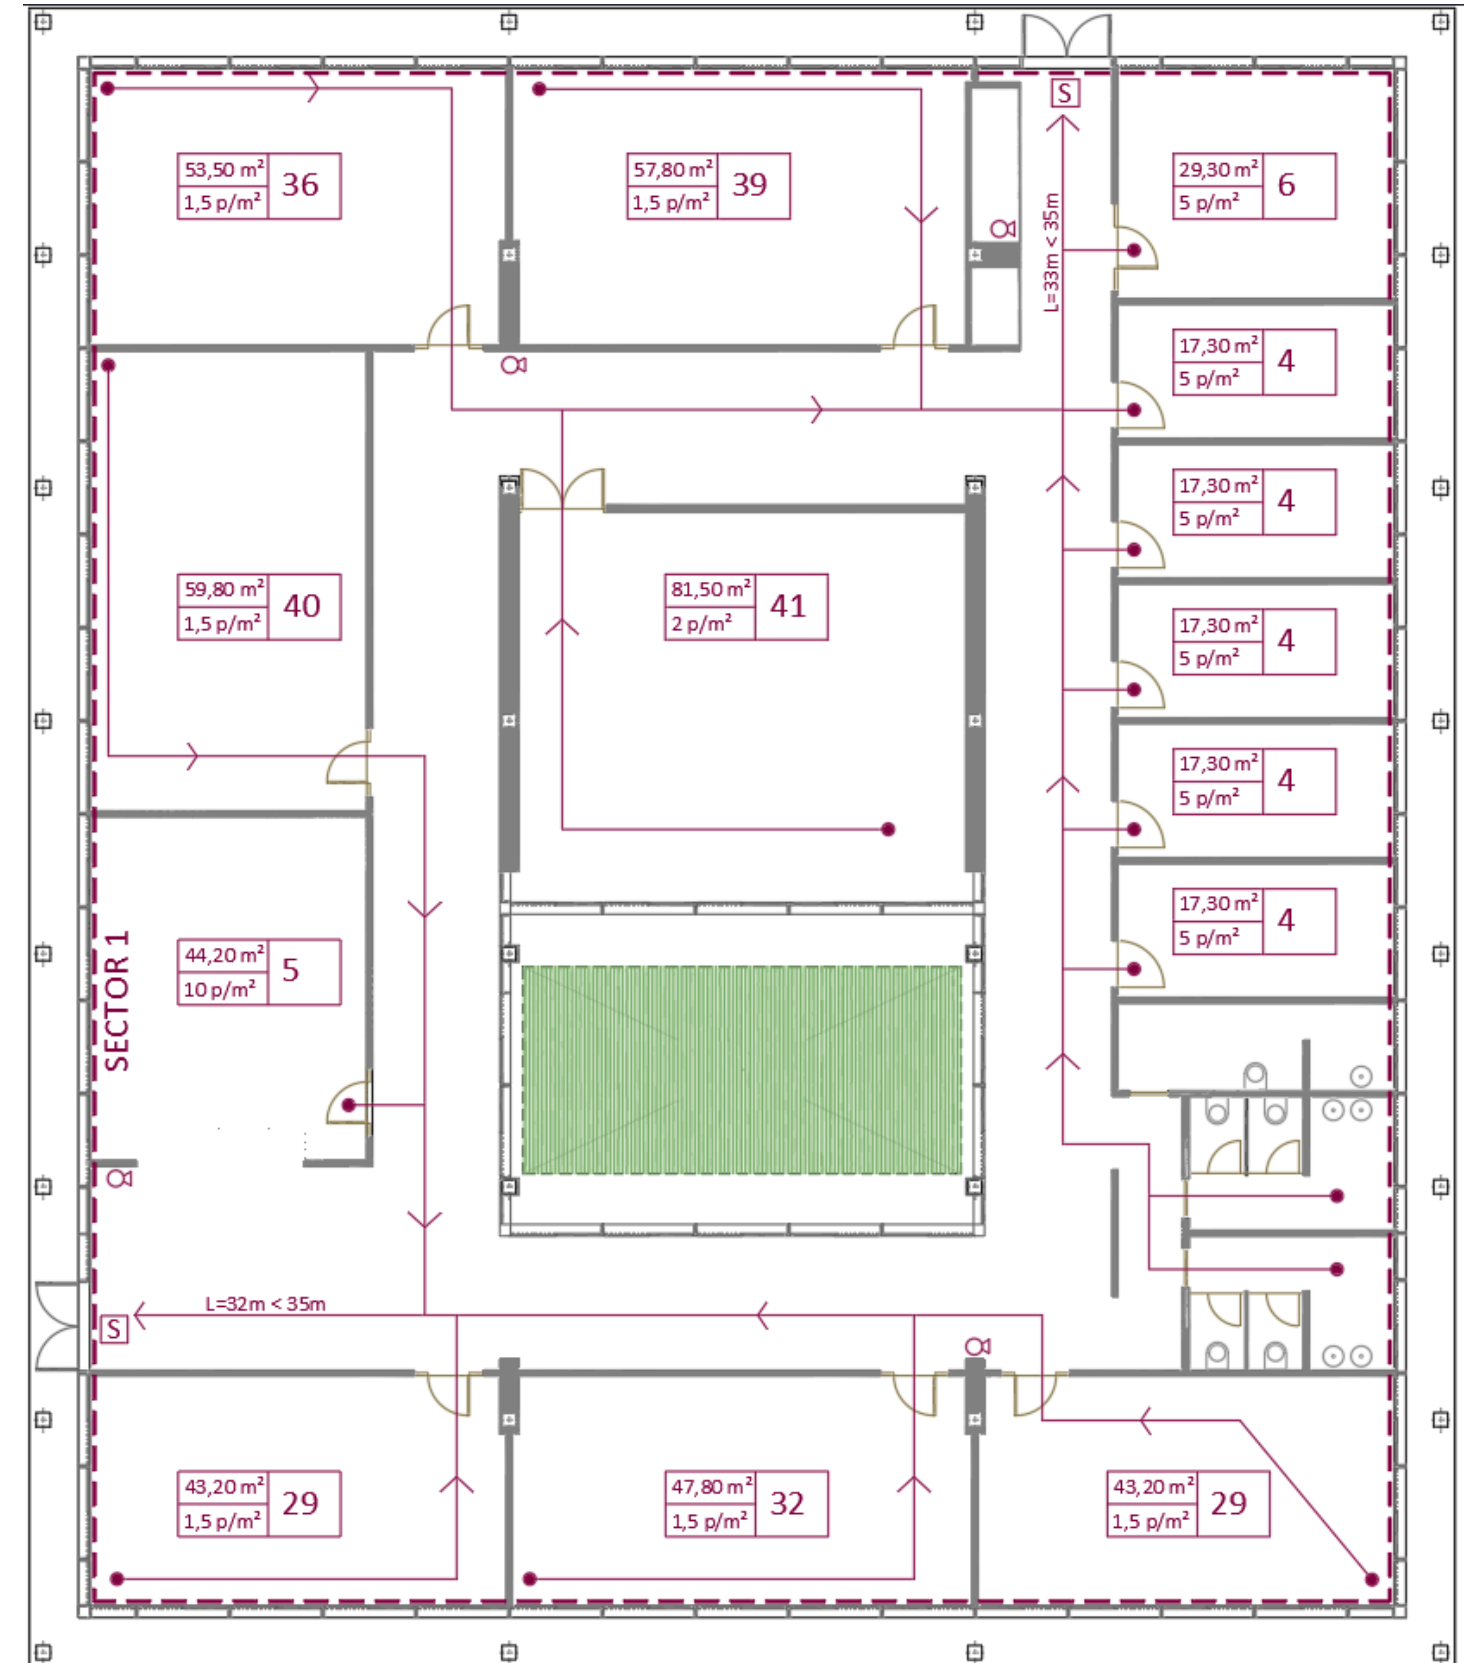 S
53,50 m²
1,5 p/m²
36
57,80 m²
1,5 p/m²
39
29,30 m²
5 p/m²
6
L=33m < 35m
17,30 m²
5 p/m²
4
17,30 m²
5 p/m²
4
59,80 m²
1,5 p/m²
40
81,50 m²
2 p/m²
41
17,30 m²
5 p/m²
4
17,30 m²
5 p/m²
4
17,30 m²
5 p/m²
4
SECTOR 1
44,20 m²
10 p/m²
5
L=32m < 35m
S
43,20 m²
1,5 p/m²
29
47,80 m²
1,5 p/m²
32
43,20 m²
1,5 p/m²
29